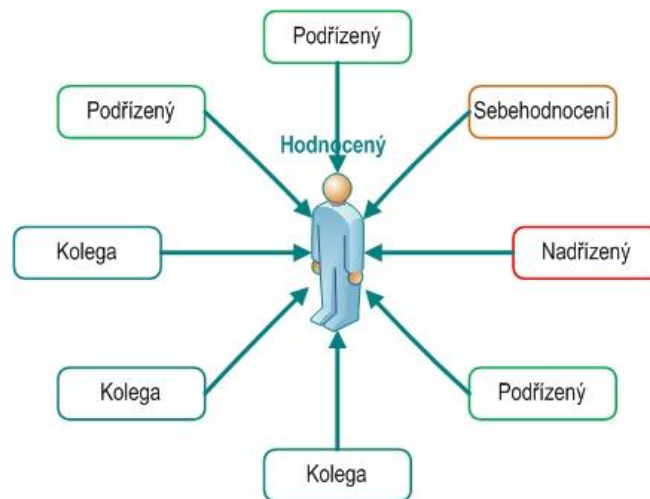 Podřízený
Podřízený
Sebehodnocení
Hodnocený
Kolega
Nadřízený
Kolega
Podřízený
Kolega